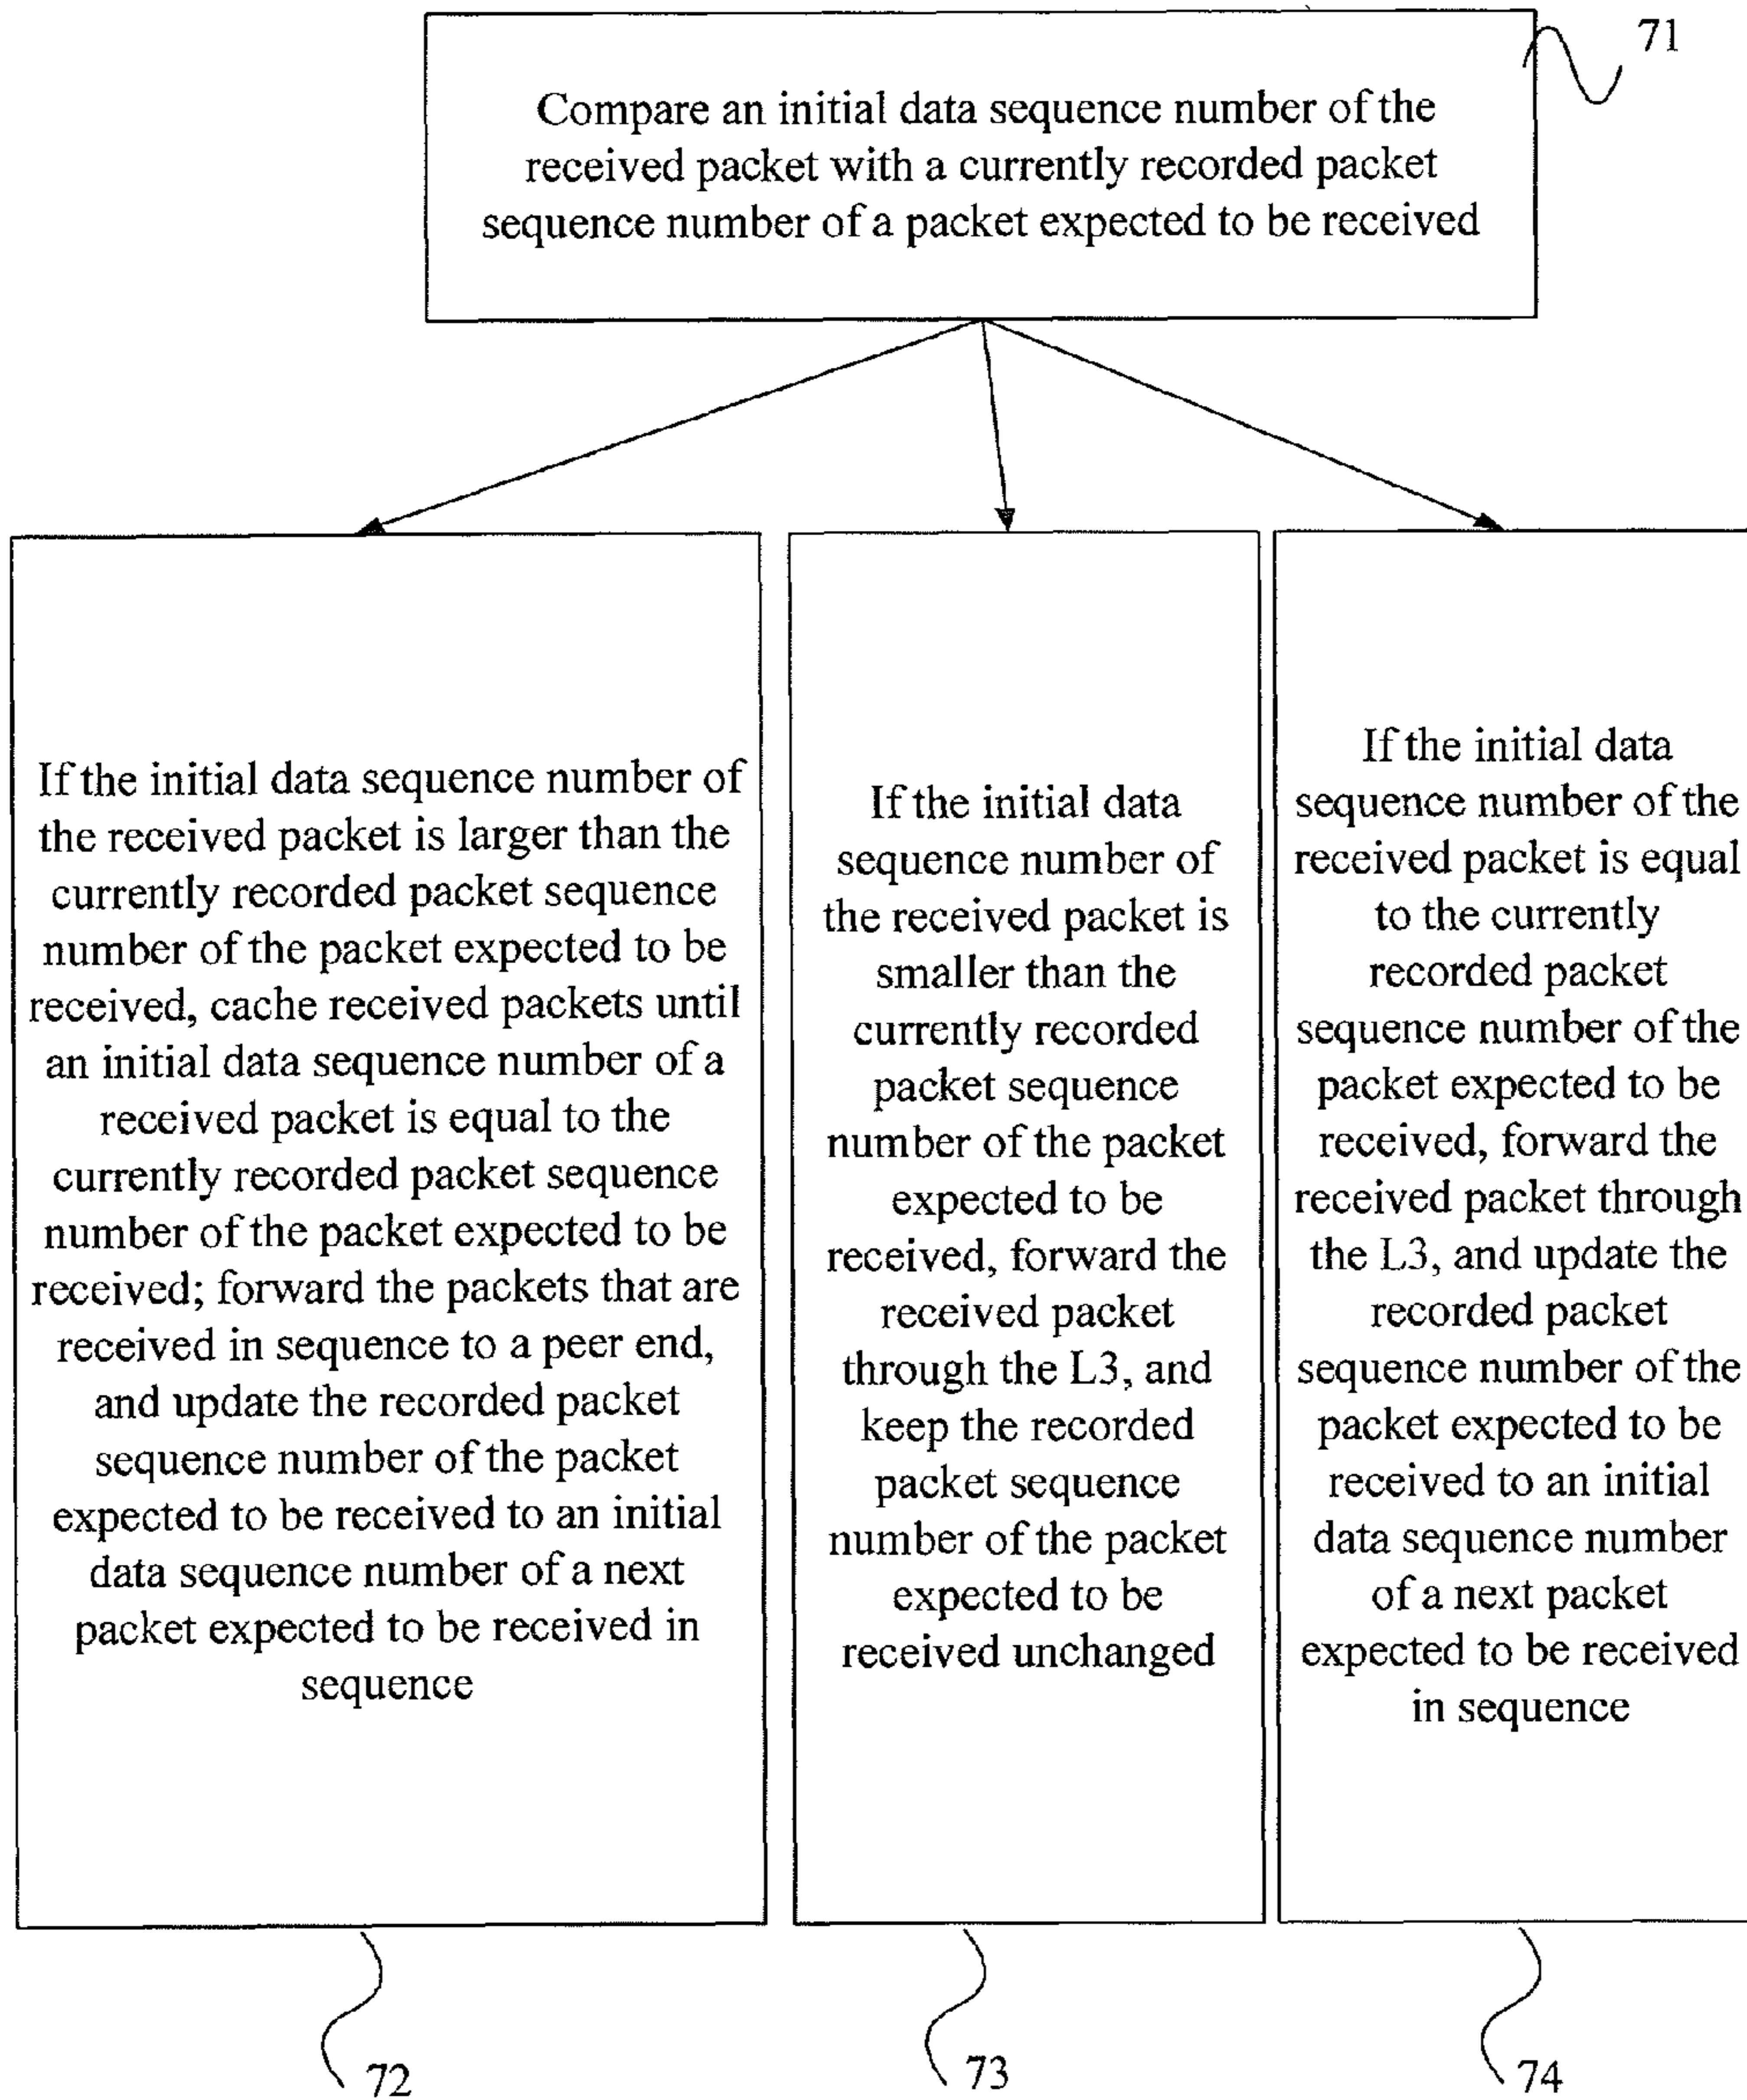 71
Compare an initial data sequence number of the
received packet with a currently recorded packet
sequence number of a packet expected to be received
If the initial data sequence number of
the received packet is larger than the
currently recorded packet sequence
number of the packet expected to be
received, cache received packets until
an initial data sequence number of a
received packet is equal to the
currently recorded packet sequence
number of the packet expected to be
received; forward the packets that are
received in sequence to a peer end,
and update the recorded packet
sequence number of the packet
expected to be received to an initial
data sequence number of a next
packet expected to be received in
sequence
If the initial data
sequence number of
the received packet is
smaller than the
currently recorded
packet sequence
number of the packet
expected to be
received, forward the
received packet
through the L3, and
keep the recorded
packet sequence
number of the packet
expected to be
received unchanged
If the initial data
sequence number of the
received packet is equal
to the currently
recorded packet
sequence number of the
packet expected to be
received, forward the
received packet through
the L3, and update the
recorded packet
sequence number of the
packet expected to be
received to an initial
data sequence number
of a next packet
expected to be received
in sequence
72
73
74